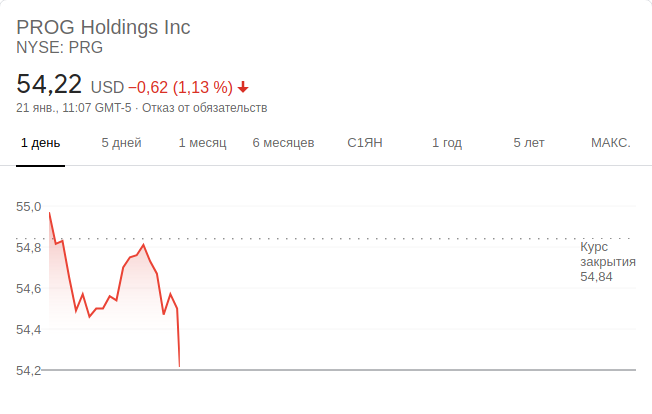 PROG Holdings Inc
NYSE: PRG
54,22 USD −0,62 (1,13 %)
21 янв., 11:07 GMT-5 · Отказ от обязательств
1 день 5 дней 1 месяц 6 месяцев С1ЯН 1 год 5 лет МАКС.
55,0
54,8
Курс
закрытия
54,84
54,6
54,4
54,2